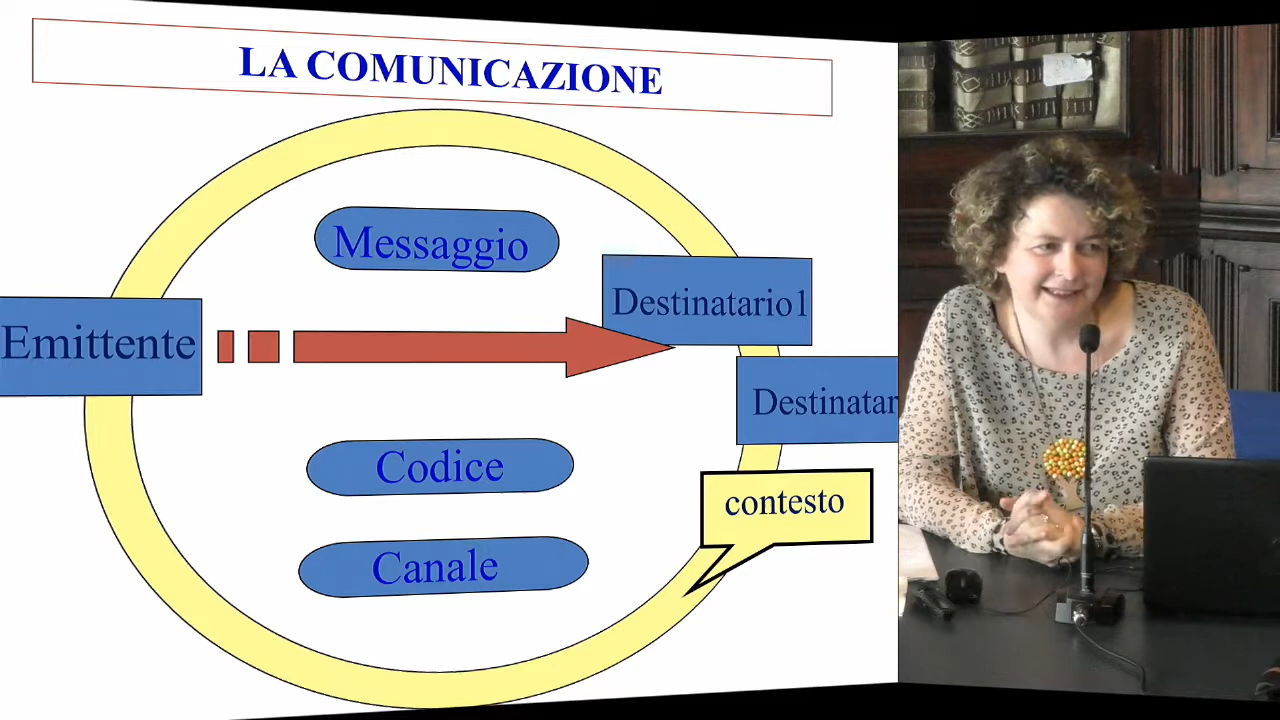 LA COMUNICAZIONE
Messaggio
Destinatario1
Emittente
Destinatar
Codice
contesto
Canale